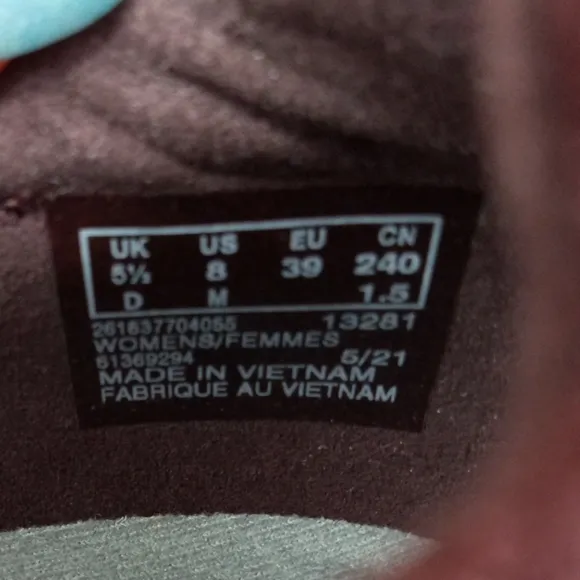 UK US EU CN
5½ 8 39 240
D M 1.5
261637704055 13281
WOMENS/FEMMES
61369294 5/21
MADE IN VIETNAM
FABRIQUE AU VIETNAM